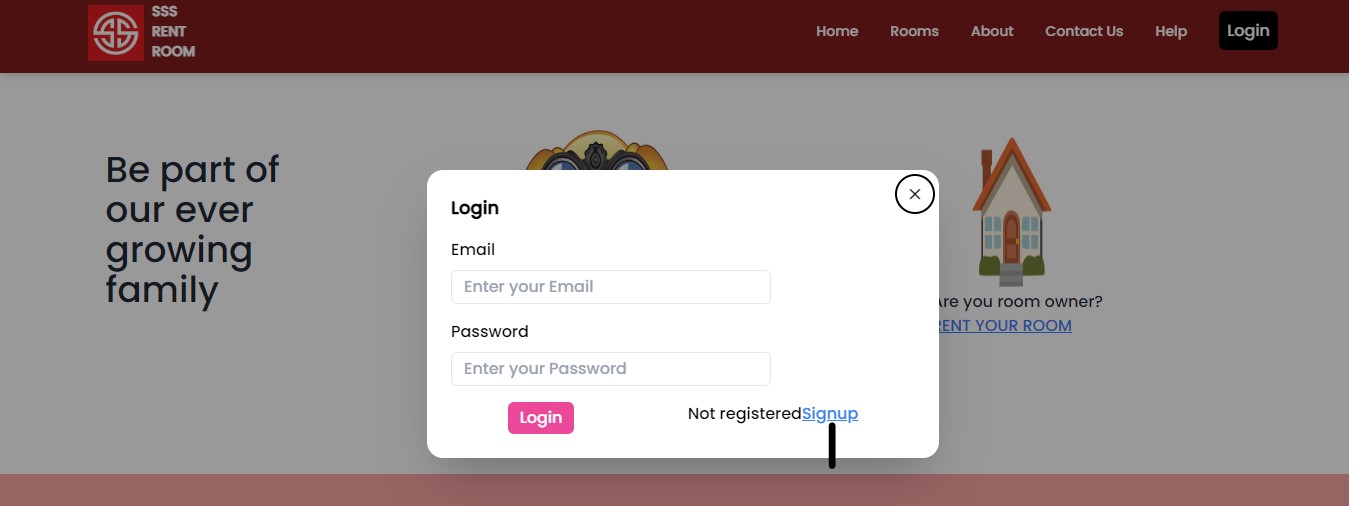 SSS
RENT
ROOM
Home Rooms About Contact Us Help Login
Be part of
our ever
growing
family
Login
Email
Enter your Email
Password
Enter your Password
Login Not registeredSignup
Are you room owner?
RENT YOUR ROOM